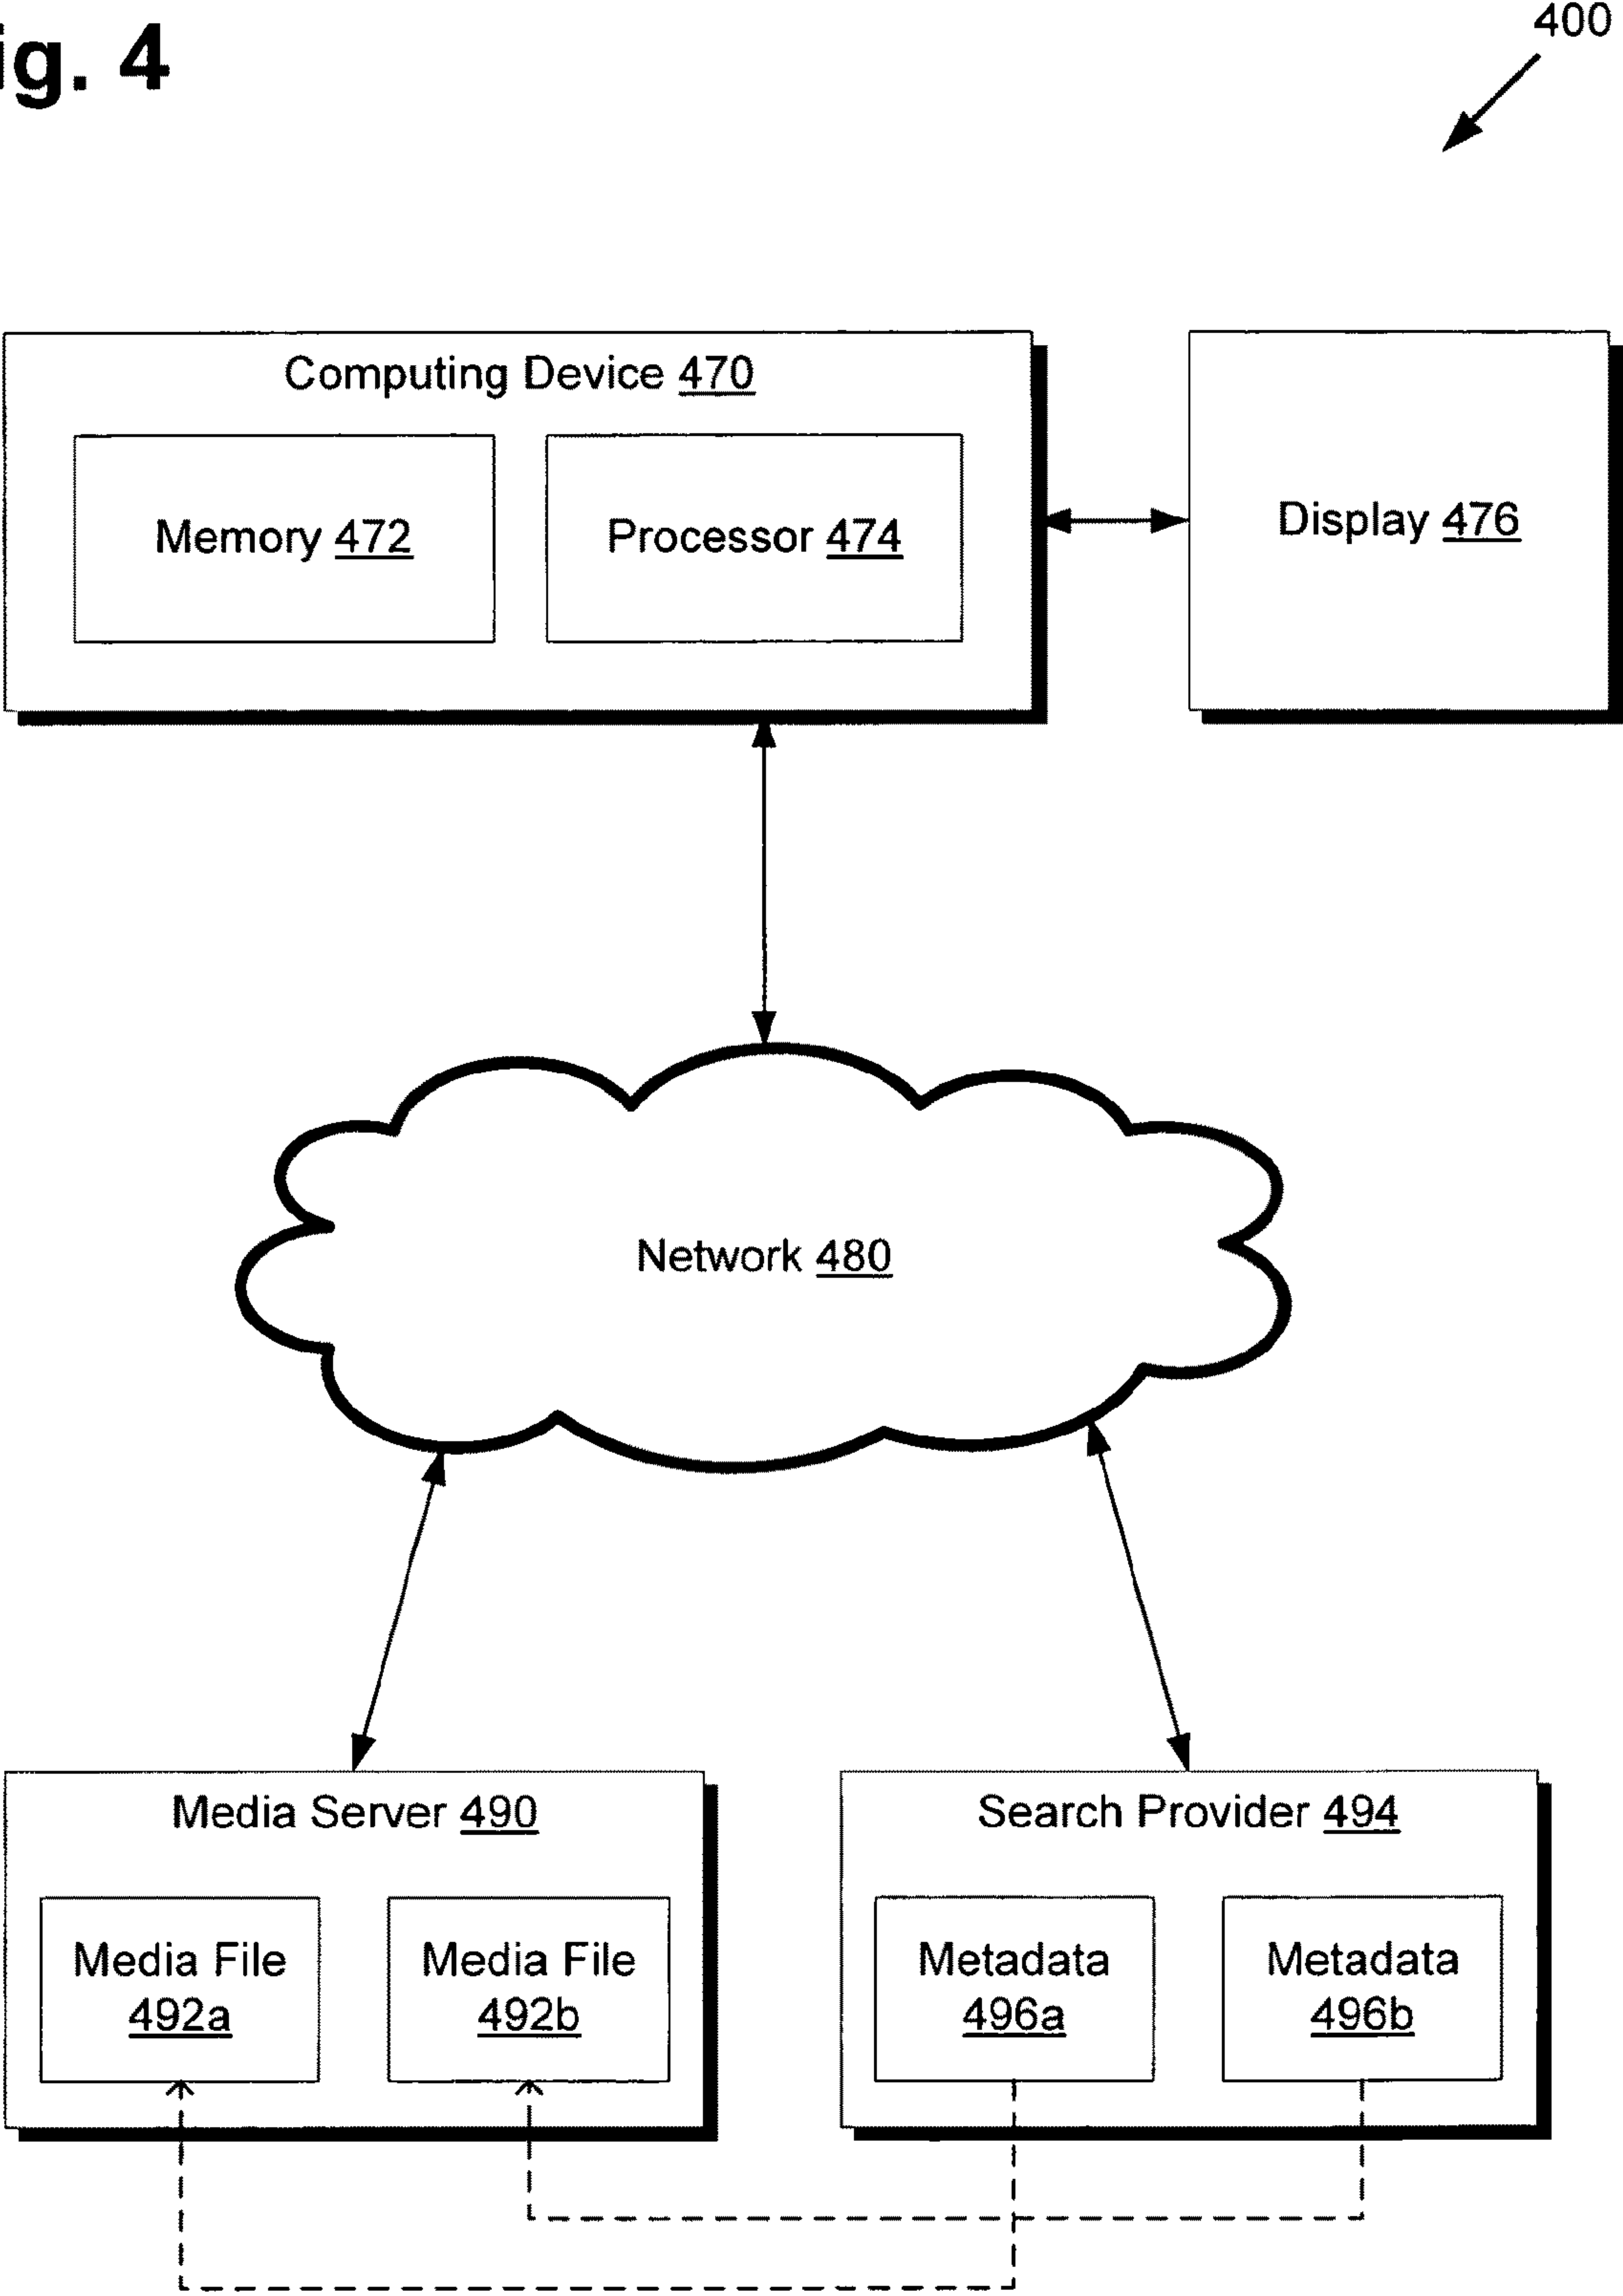 ig. 4
400
Computing Device 470
Memory 472
Processor 474
Display 476
Network 480
Media Server 490
Search Provider 494
Media File
492a
Media File
492b
Metadata
496a
Metadata
496b